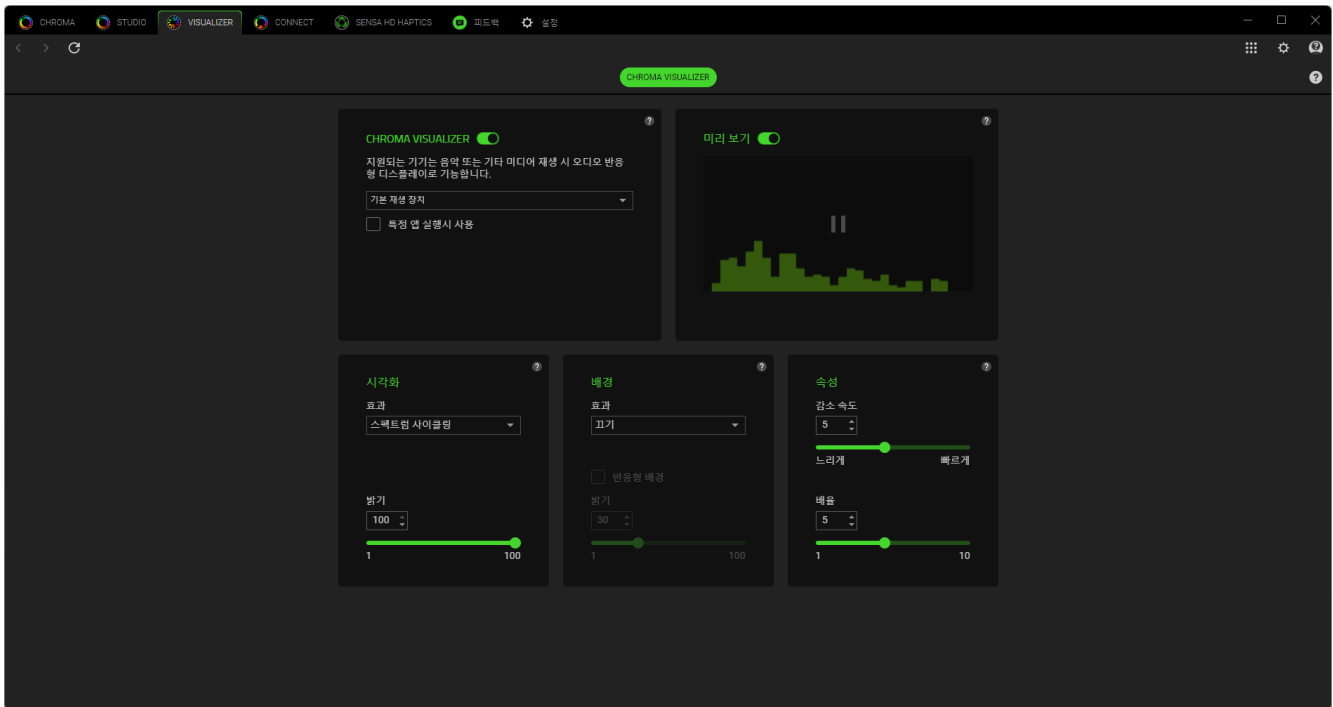 CHROMA
STUDIO
VISUALIZER
CONNECT
SENSA HD HAPTICS
피드백
설정
CHROMA VISUALIZER
CHROMA VISUALIZER
지원되는 기기는 음악 또는 기타 미디어 재생 시 오디오 반응
형 디스플레이로 기능합니다.
기본 재생 장치
특정 앱 실행시 사용
미리 보기
시각화
효과
스펙트럼 사이클링
밝기
100
1 100
배경
효과
끄기
반응형 배경
밝기
30
1 100
속성
감소 속도
5
느리게 빠르게
배율
5
1 10